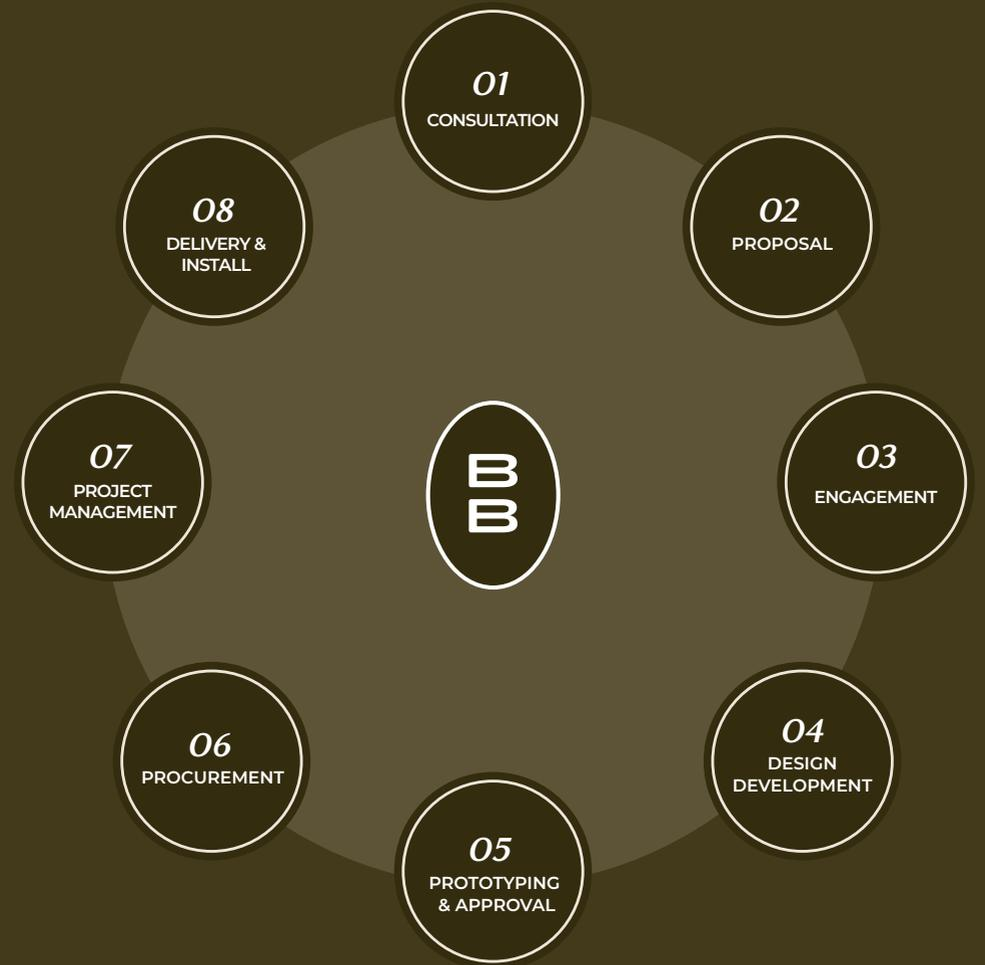 01
CONSULTATION
02
PROPOSAL
03
ENGAGEMENT
04
DESIGN
DEVELOPMENT
05
PROTOTYPING
& APPROVAL
06
PROCUREMENT
07
PROJECT
MANAGEMENT
08
DELIVERY &
INSTALL
B
B